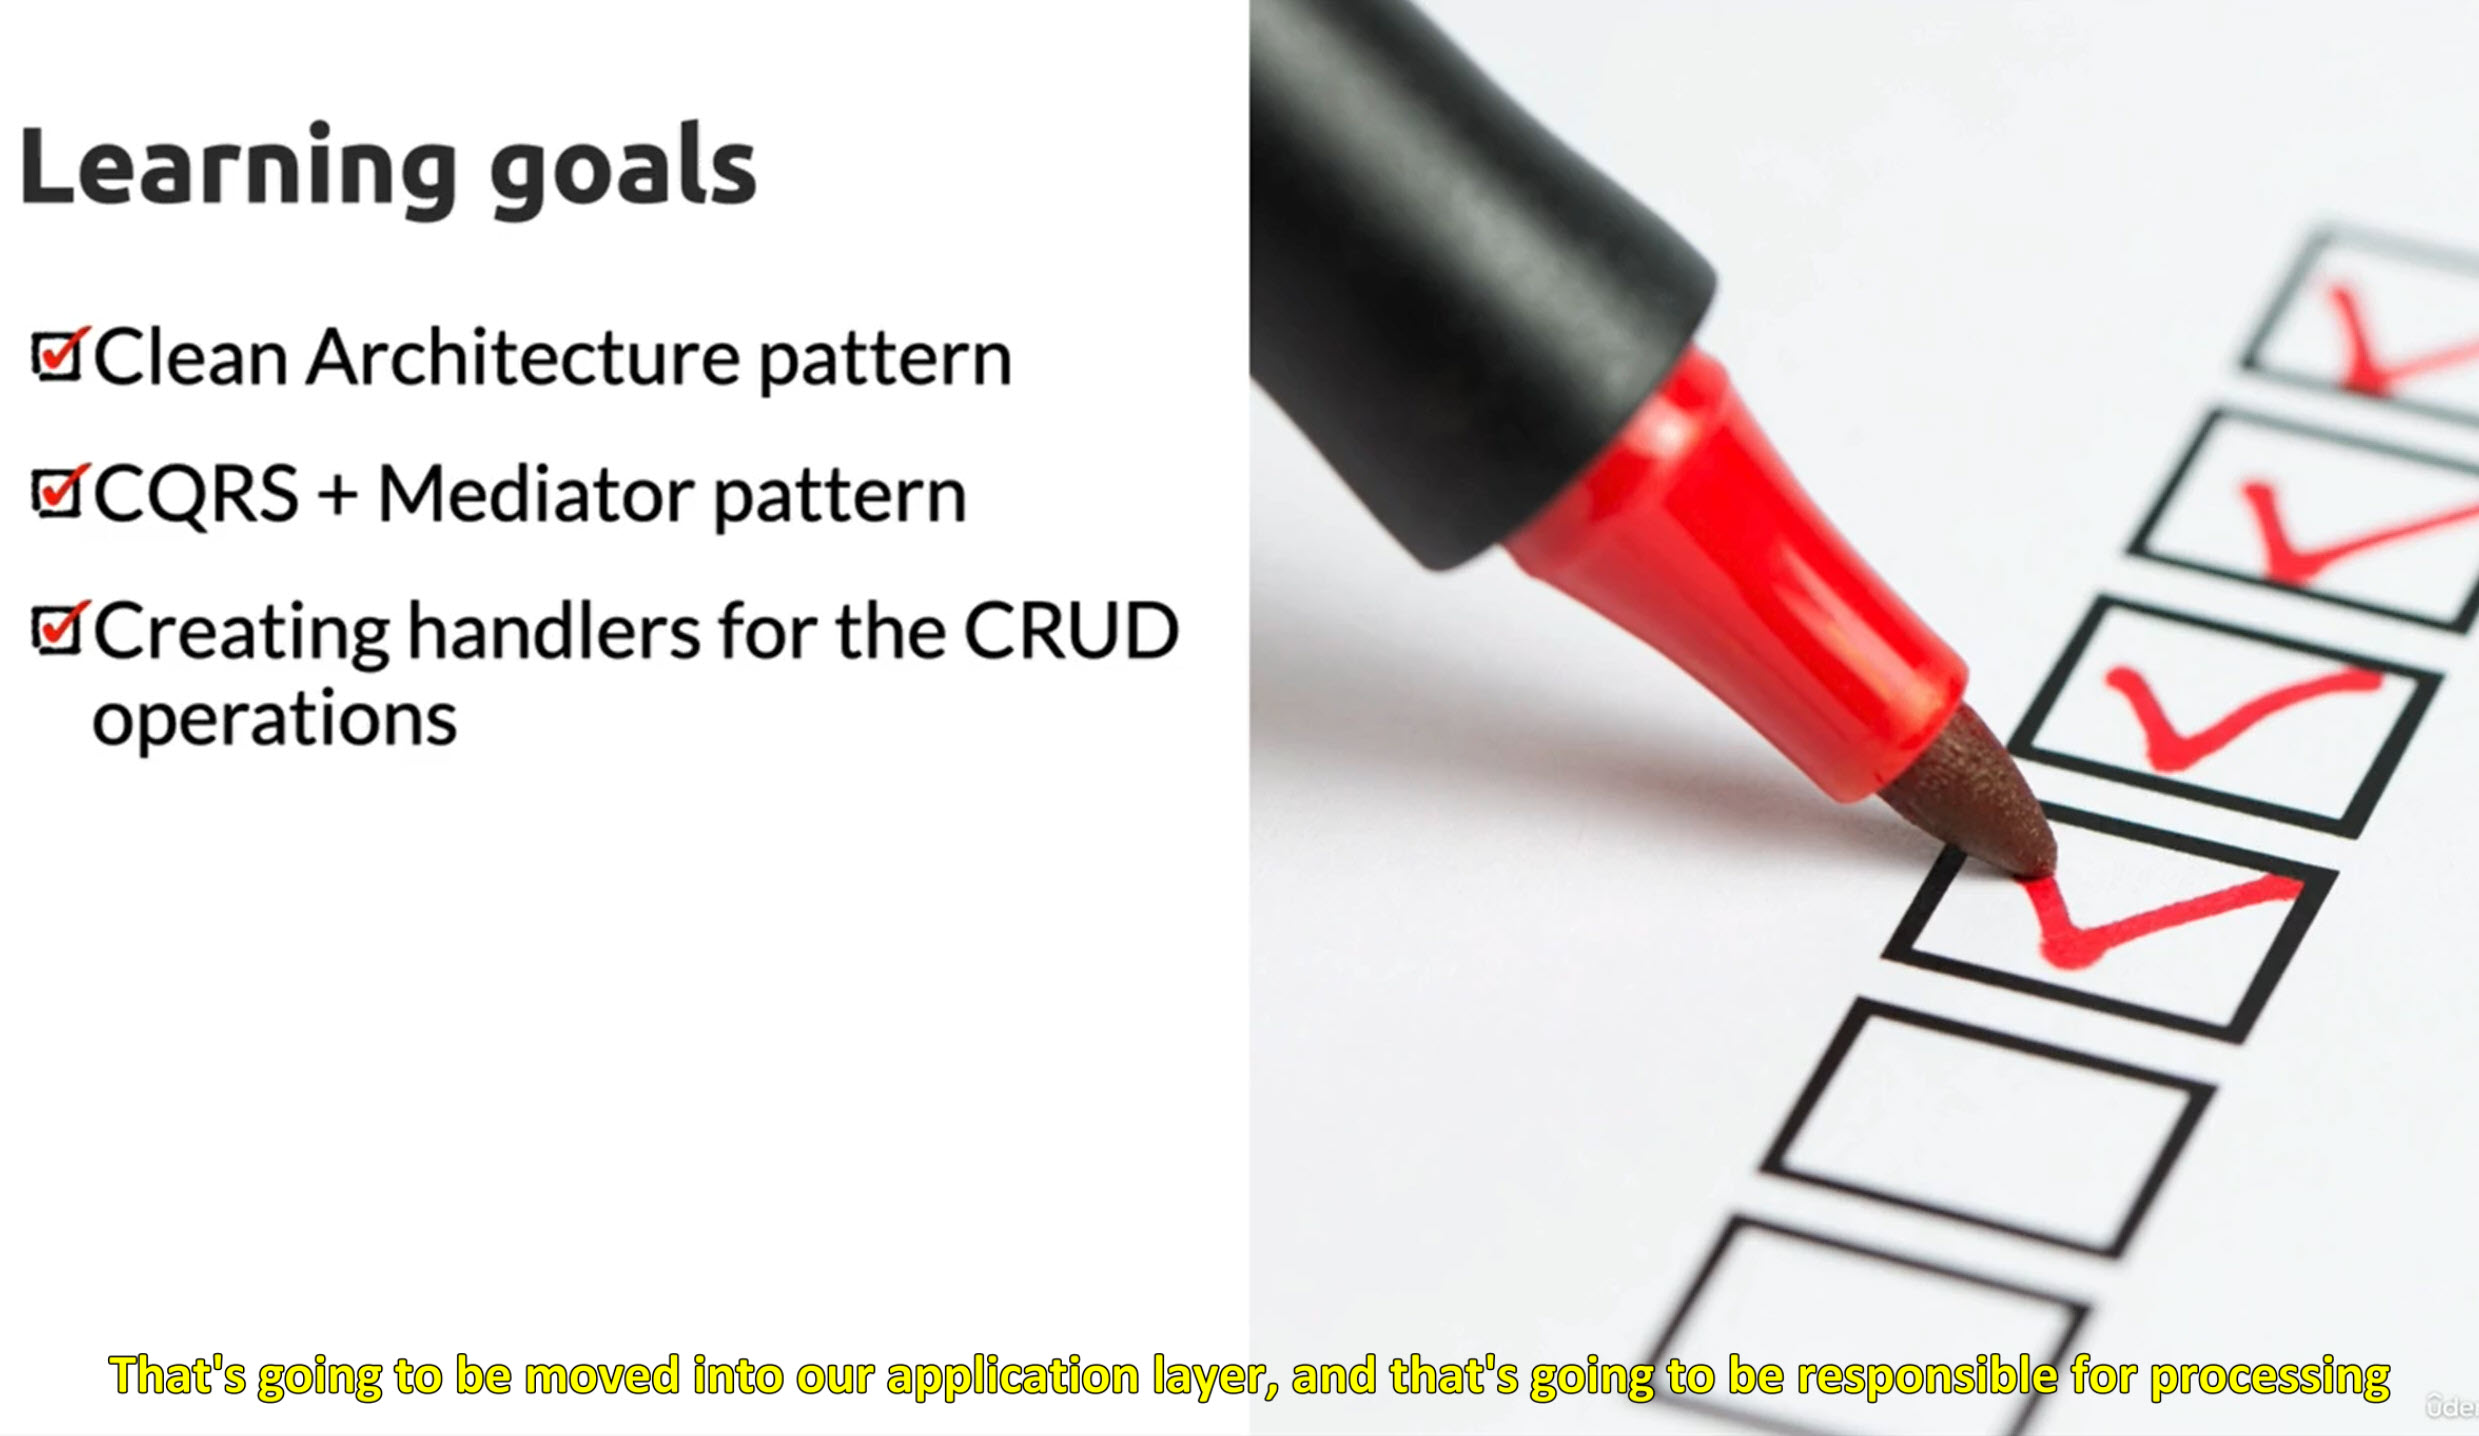 Learning goals
Clean Architecture pattern
CQRS + Mediator pattern
Creating handlers for the CRUD
operations
That's going to be moved into our application layer, and that's going to be responsible for processing